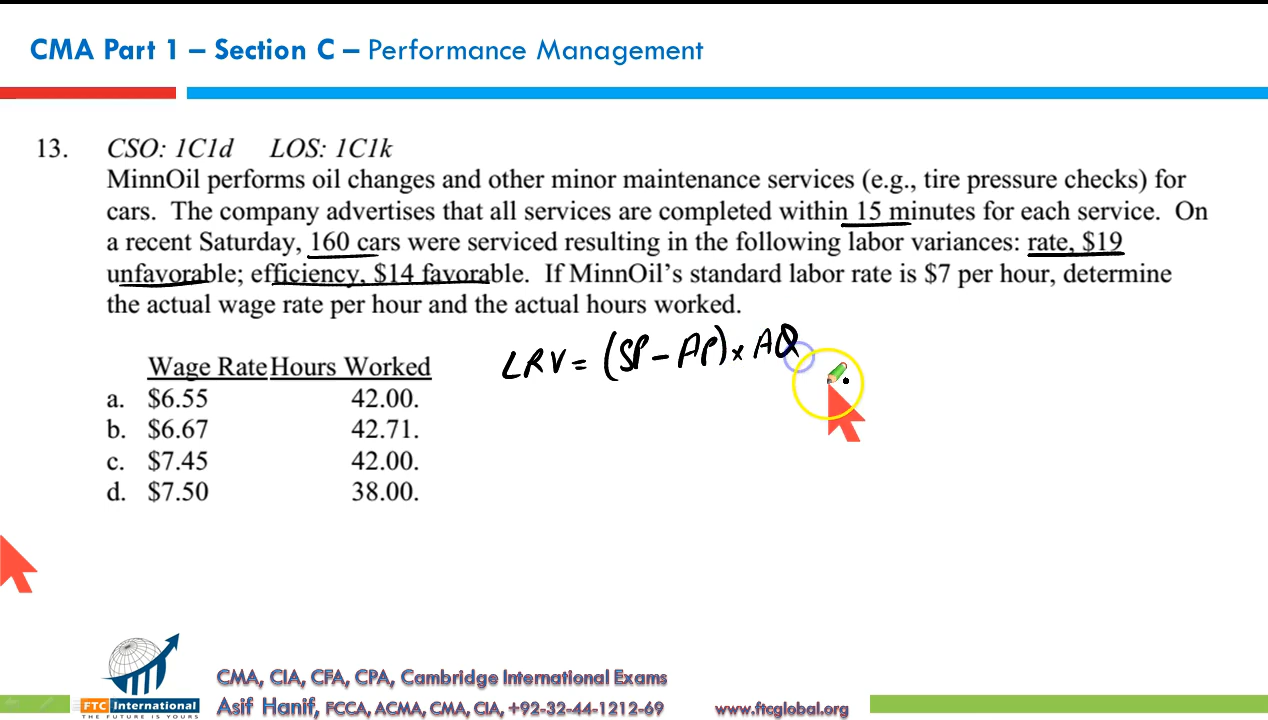 CMA Part 1 – Section C – Performance Management
13. CSO: 1C1d LOS: 1C1k
MinnOil performs oil changes and other minor maintenance services (e.g., tire pressure checks) for
cars. The company advertises that all services are completed within 15 minutes for each service. On
a recent Saturday, 160 cars were serviced resulting in the following labor variances: rate, $19
unfavorable; efficiency, $14 favorable. If MinnOil's standard labor rate is $7 per hour, determine
the actual wage rate per hour and the actual hours worked.
LRV = (SP - AP) x AQ
Wage Rate Hours Worked
a. $6.55 42.00.
b. $6.67 42.71.
c. $7.45 42.00.
d. $7.50 38.00.
FTC International
THE FUTURE IS YOURS
CMA, CIA, CFA, CPA, Cambridge International Exams
Asif Hanif, FCCA, ACMA, CMA, CIA, +92-32-44-1212-69 www.ftcglobal.org